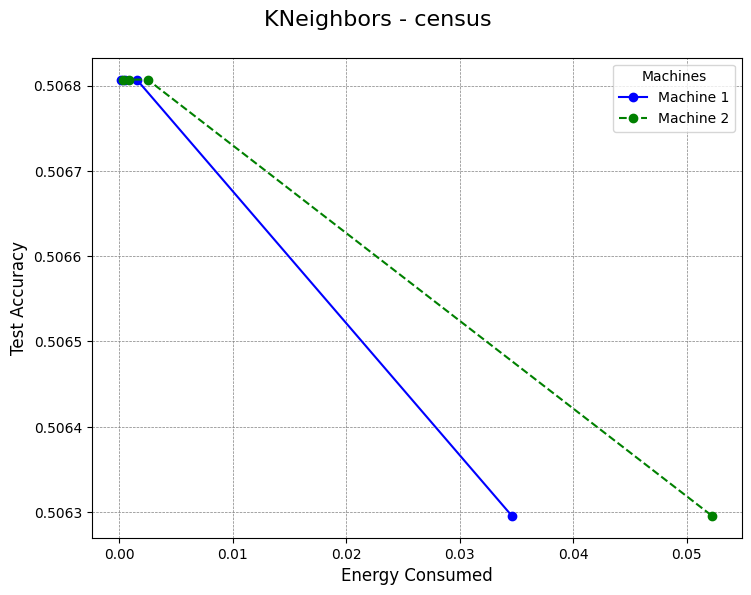 KNeighbors - census
Machines
Machine 1
Machine 2
Test Accuracy
0.5068
0.5067
0.5066
0.5065
0.5064
0.5063
0.00 0.01 0.02 0.03 0.04 0.05
Energy Consumed